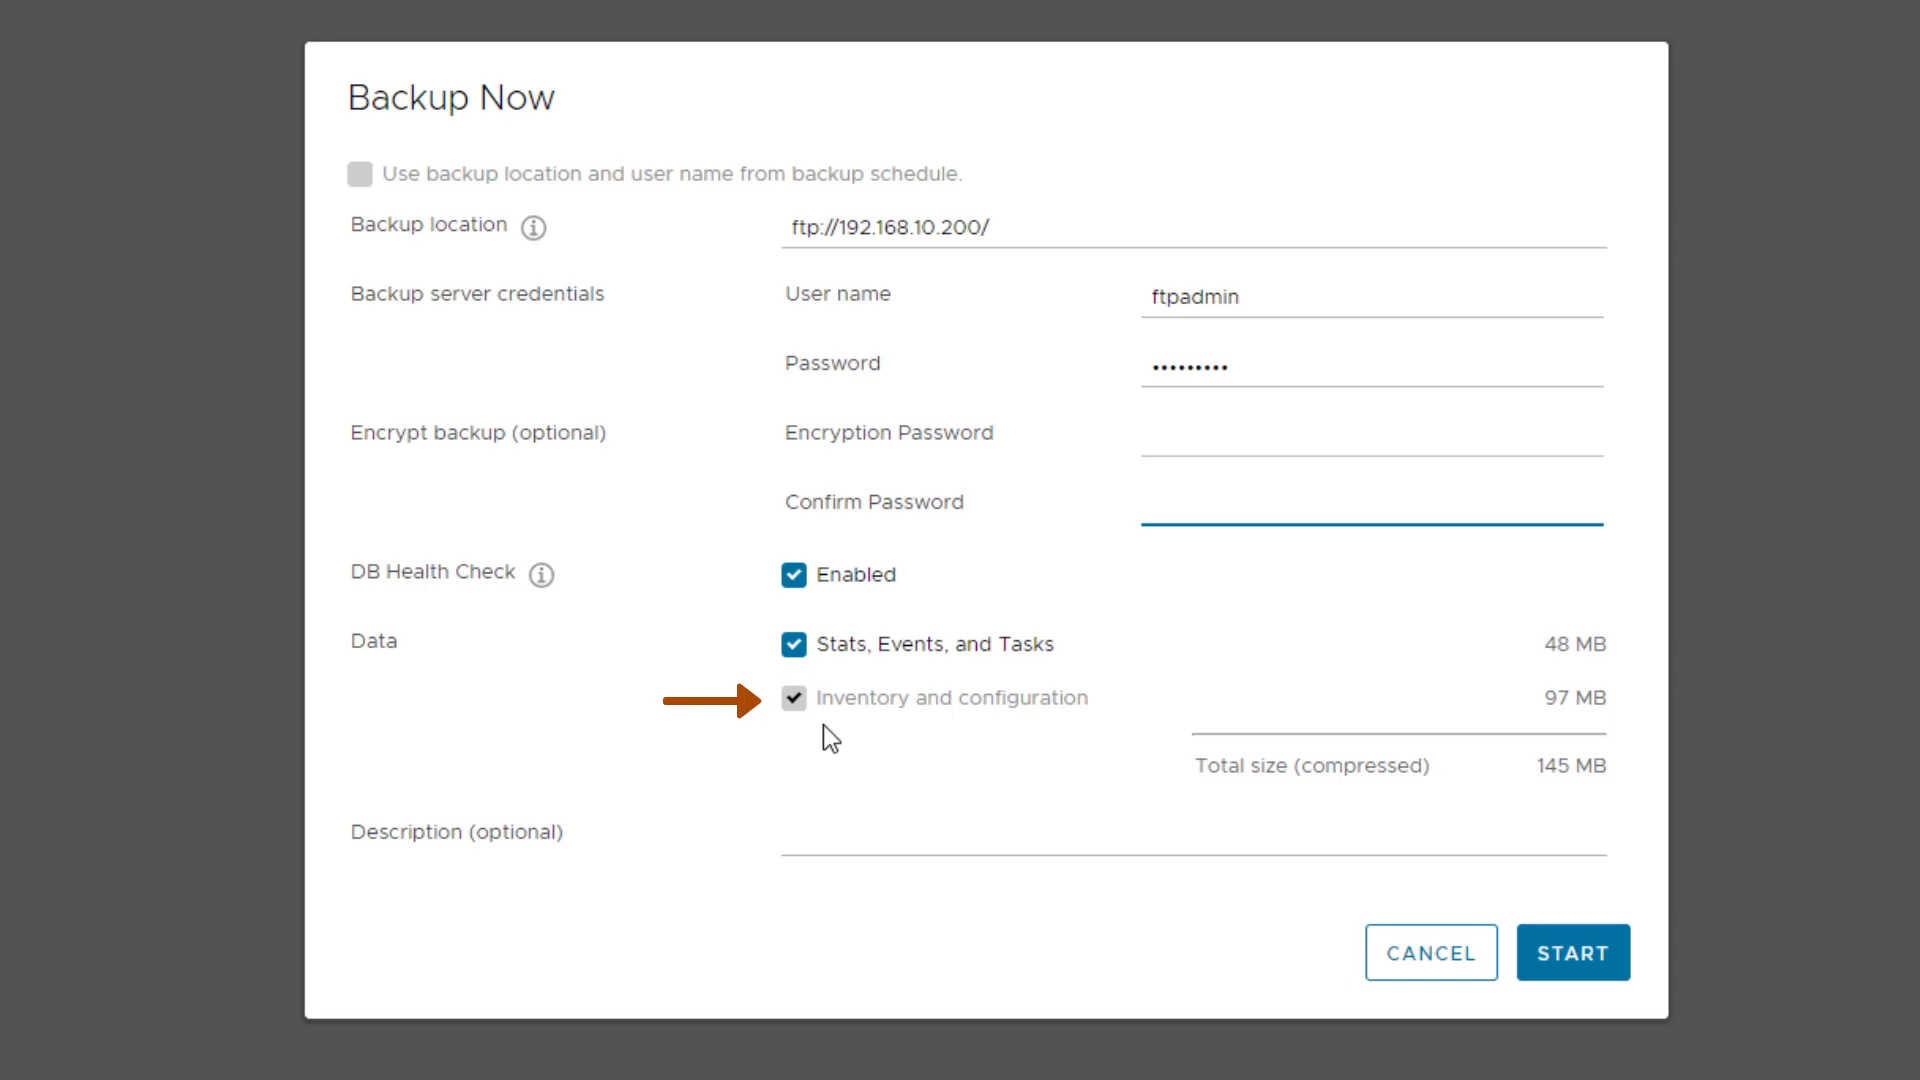 Backup Now
Use backup location and user name from backup schedule.
Backup location
ftp://192.168.10.200/
Backup server credentials
User name
ftpadmin
Password
•••••••••
Encrypt backup (optional)
Encryption Password
Confirm Password
DB Health Check
Enabled
Data
Stats, Events, and Tasks
48 MB
Inventory and configuration
97 MB
Total size (compressed)
145 MB
Description (optional)
CANCEL
START